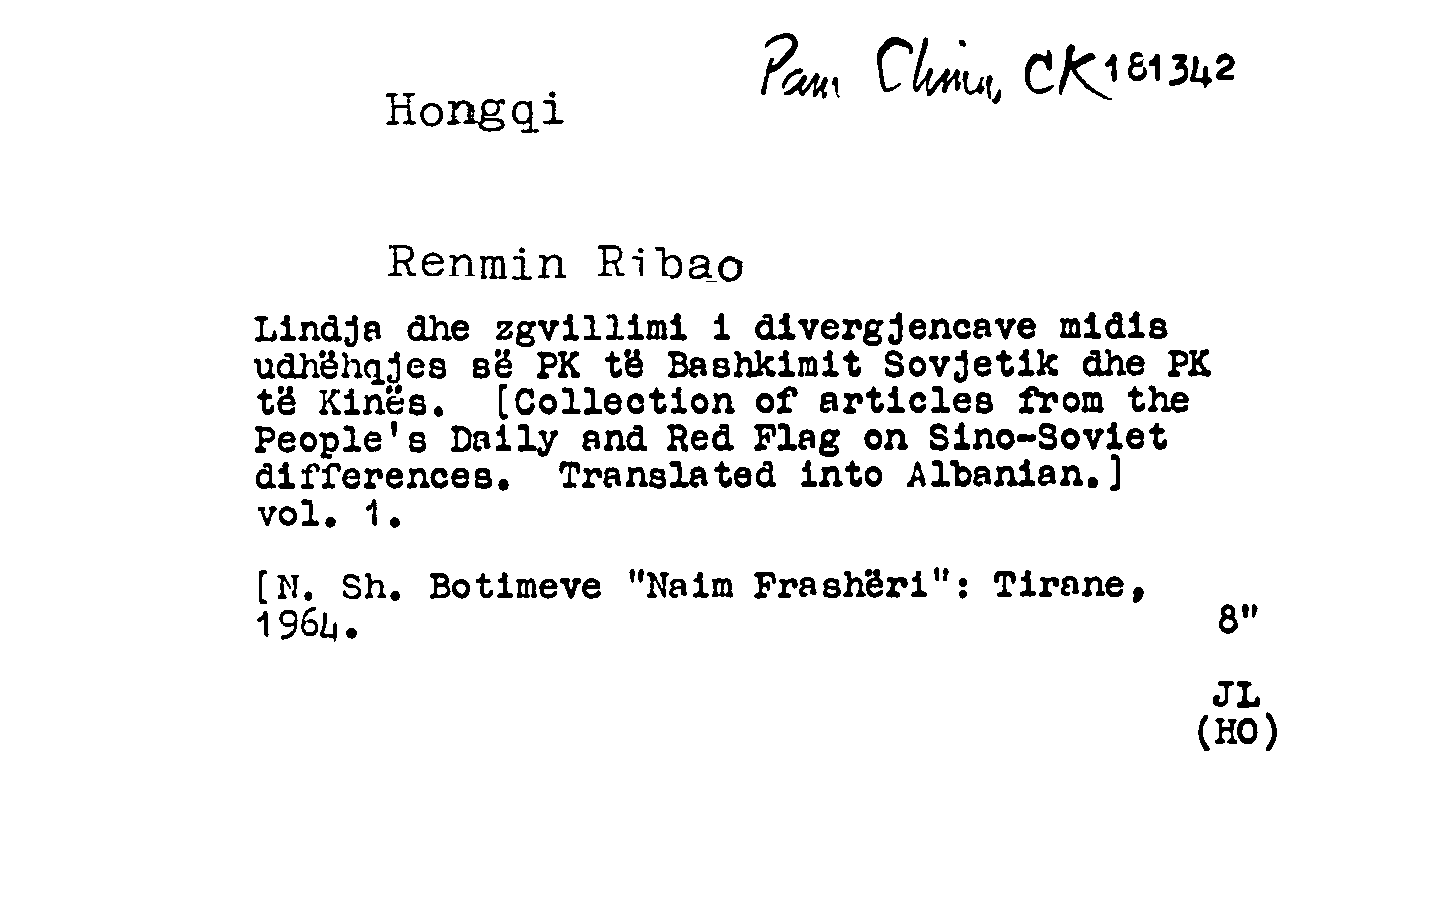 Pam China, CK181342
Hongqi
Renmin Ribao
Lindja dhe zgvillimi i divergjencave midis
udhëhqjes së PK të Bashkimit Sovjetik dhe PK
të Kinës. [Collection of articles from the
People's Daily and Red Flag on Sino-Soviet
differences. Translated into Albanian.]
vol. 1.
[N. Sh. Botimeve "Naim Frashëri": Tirane,
1964.
8"
JL
(HO)